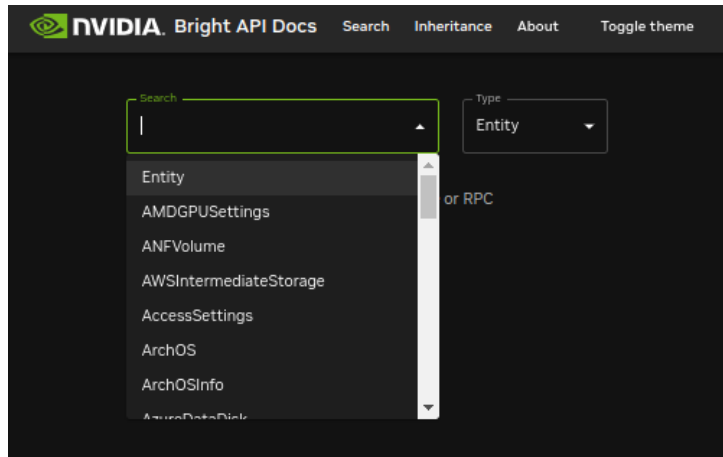 NVIDIA. Bright API Docs Search Inheritance About Toggle theme
Search Type
Entity
Entity
or RPC
AMDGPUSettings
ANFVolume
AWSIntermediateStorage
AccessSettings
ArchOS
ArchOSInfo
AzureDataDisk